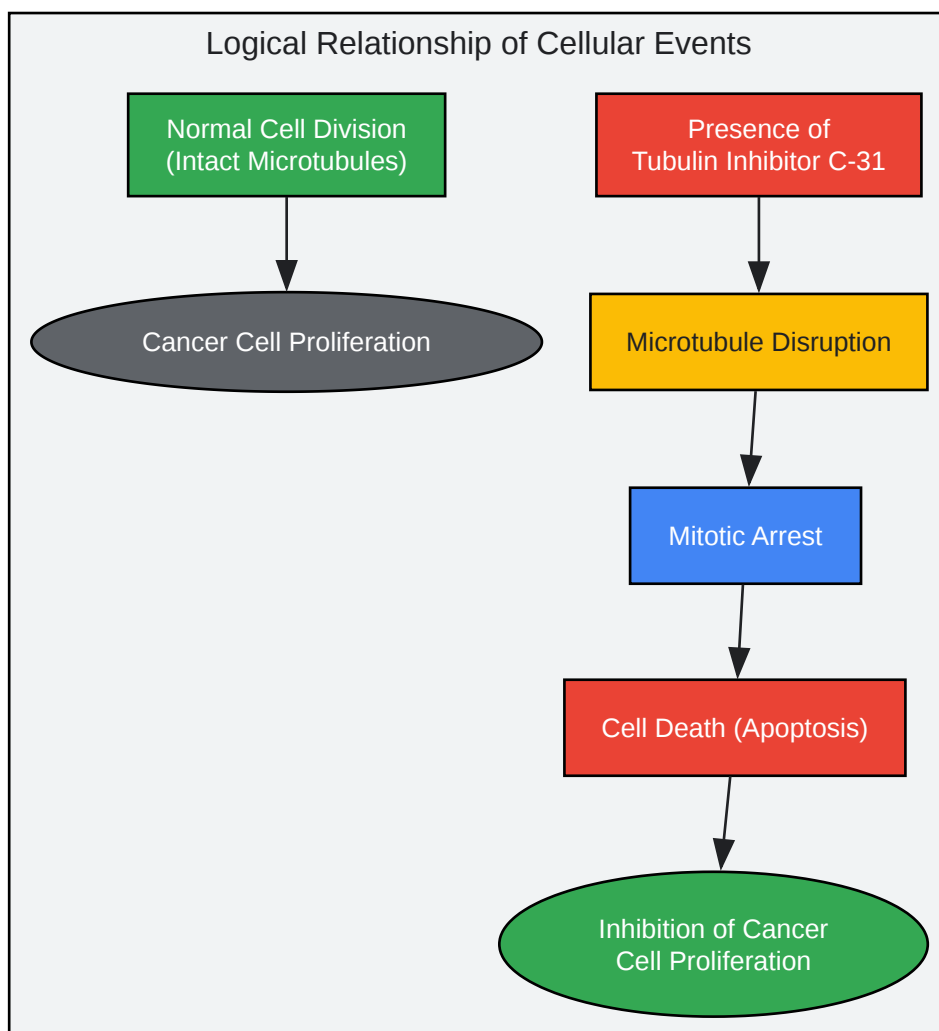 Logical Relationship of Cellular Events
Normal Cell Division
(Intact Microtubules)
Presence of
Tubulin Inhibitor C-31
Cancer Cell Proliferation
Microtubule Disruption
Mitotic Arrest
Cell Death (Apoptosis)
Inhibition of Cancer
Cell Proliferation